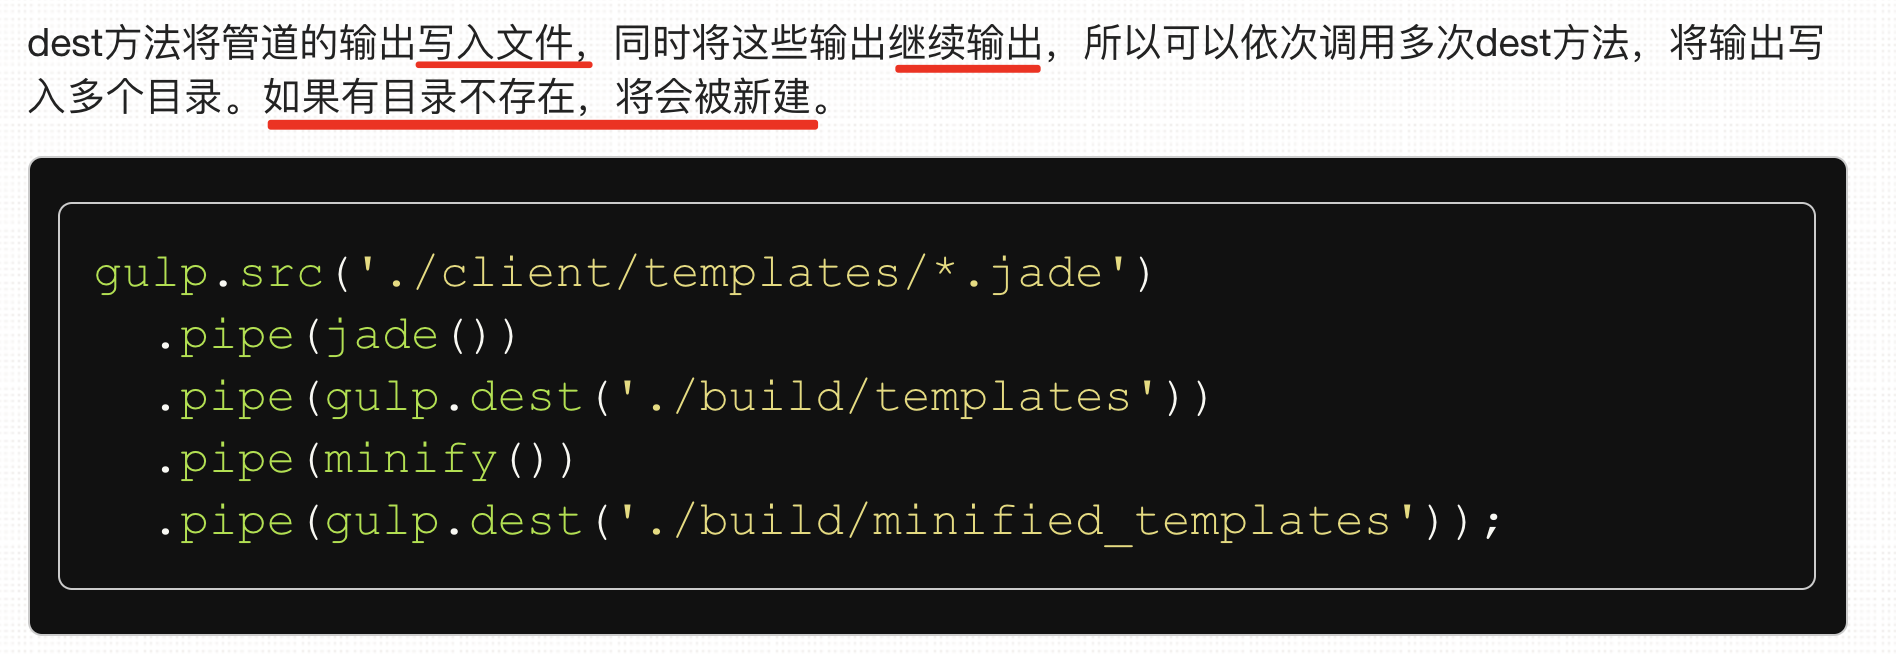 dest方法将管道的输出写入文件，同时将这些输出继续输出，所以可以依次调用多次dest方法，将输出写
入多个目录。如果有目录不存在，将会被新建。
gulp.src('./client/templates/*.jade')
  .pipe(jade())
  .pipe(gulp.dest('./build/templates'))
  .pipe(minify())
  .pipe(gulp.dest('./build/minified_templates'));